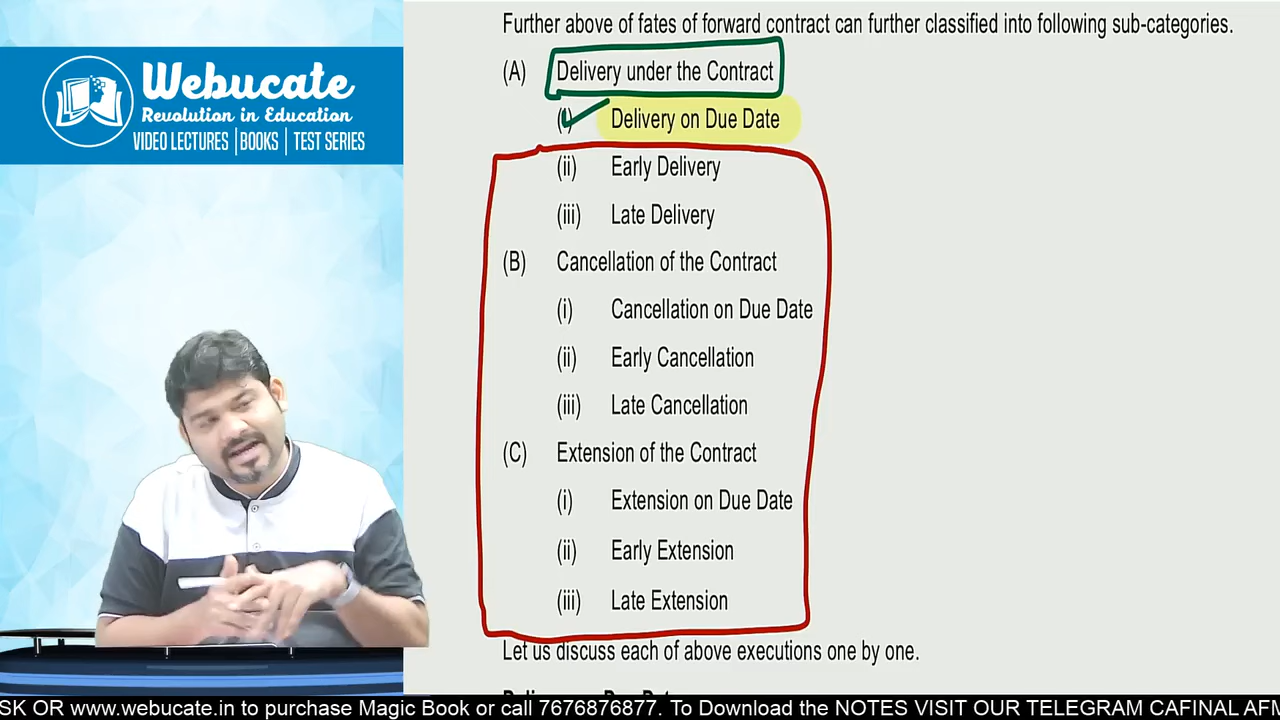 Further above of fates of forward contract can further classified into following sub-categories.
Webucate
Revolution in Education
VIDEO LECTURES | BOOKS | TEST SERIES
(A) Delivery under the Contract
(i) Delivery on Due Date
(ii) Early Delivery
(iii) Late Delivery
(B) Cancellation of the Contract
(i) Cancellation on Due Date
(ii) Early Cancellation
(iii) Late Cancellation
(C) Extension of the Contract
(i) Extension on Due Date
(ii) Early Extension
(iii) Late Extension
Let us discuss each of above executions one by one.
SK OR www.webucate.in to purchase Magic Book or call 7676876877. To Download the NOTES VISIT OUR TELEGRAM CAFINAL AFM